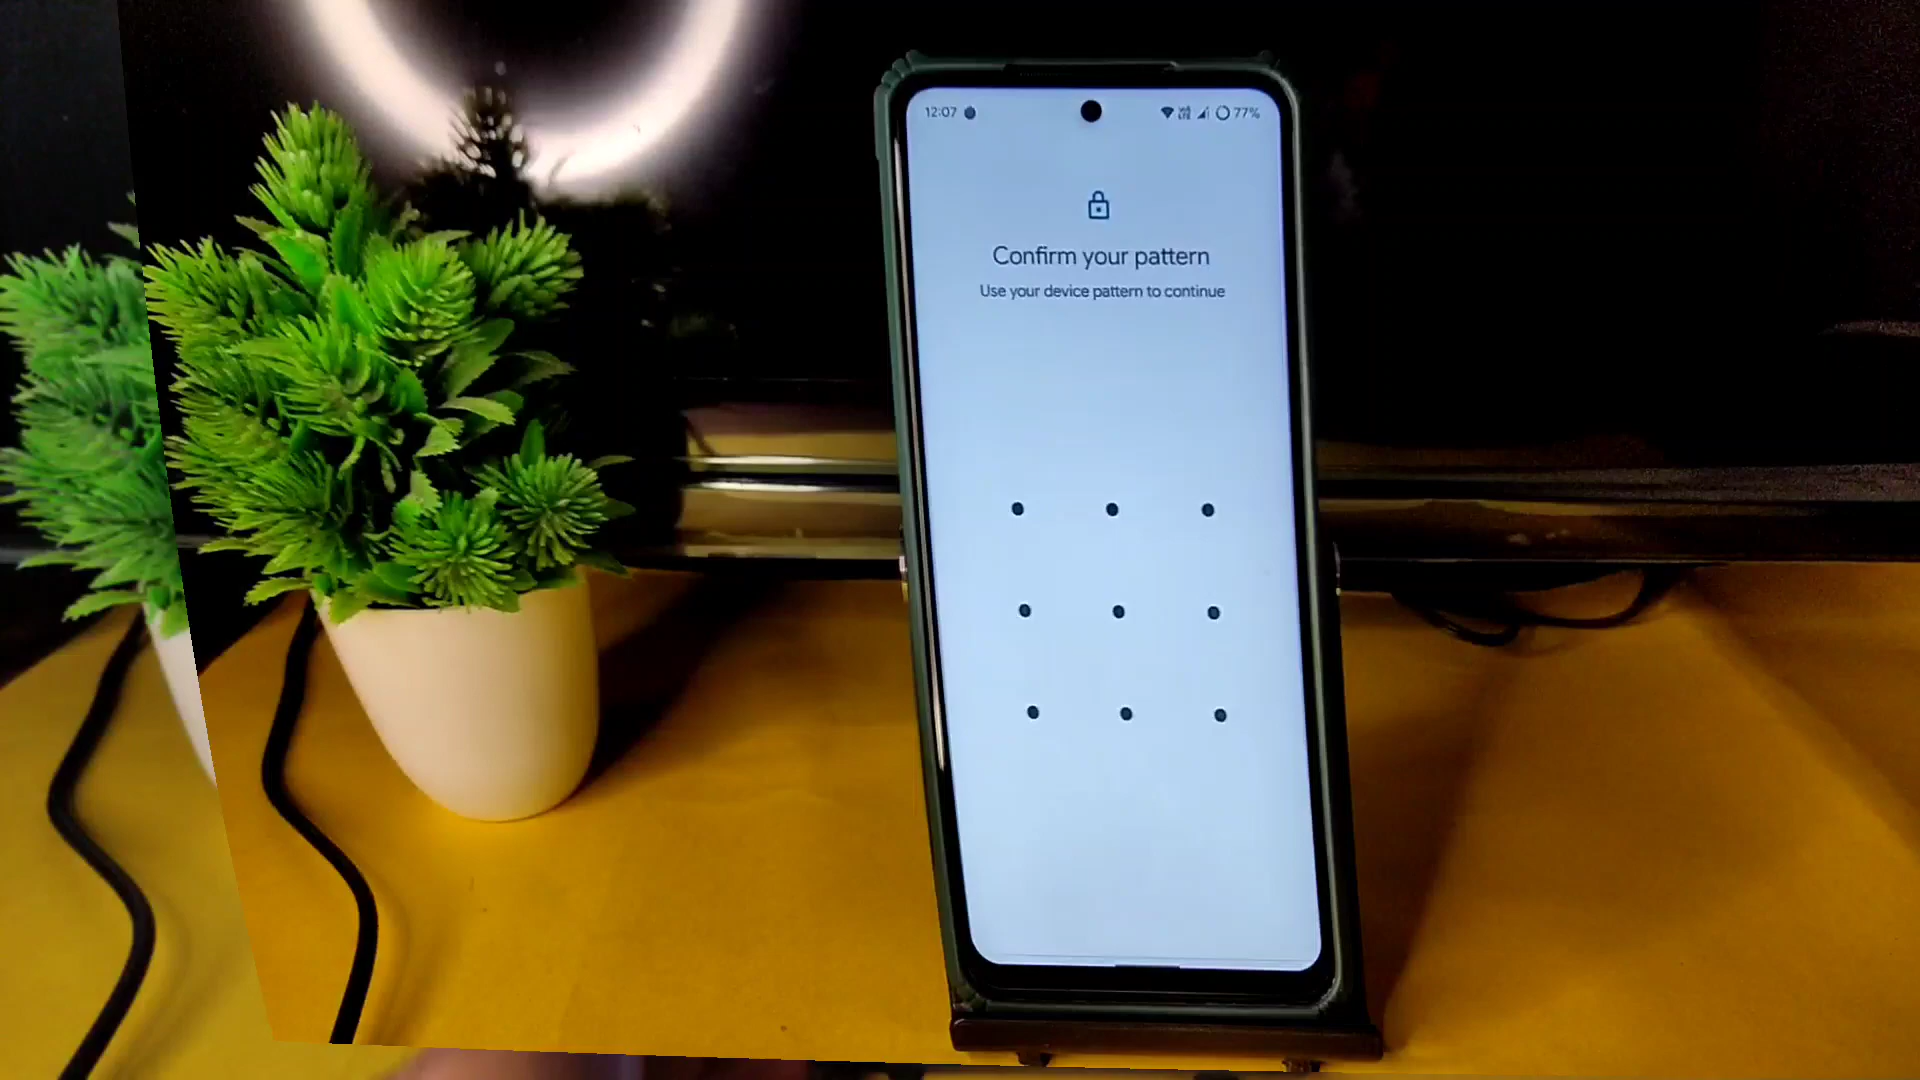 12:07 77%
Confirm your pattern
Use your device pattern to continue